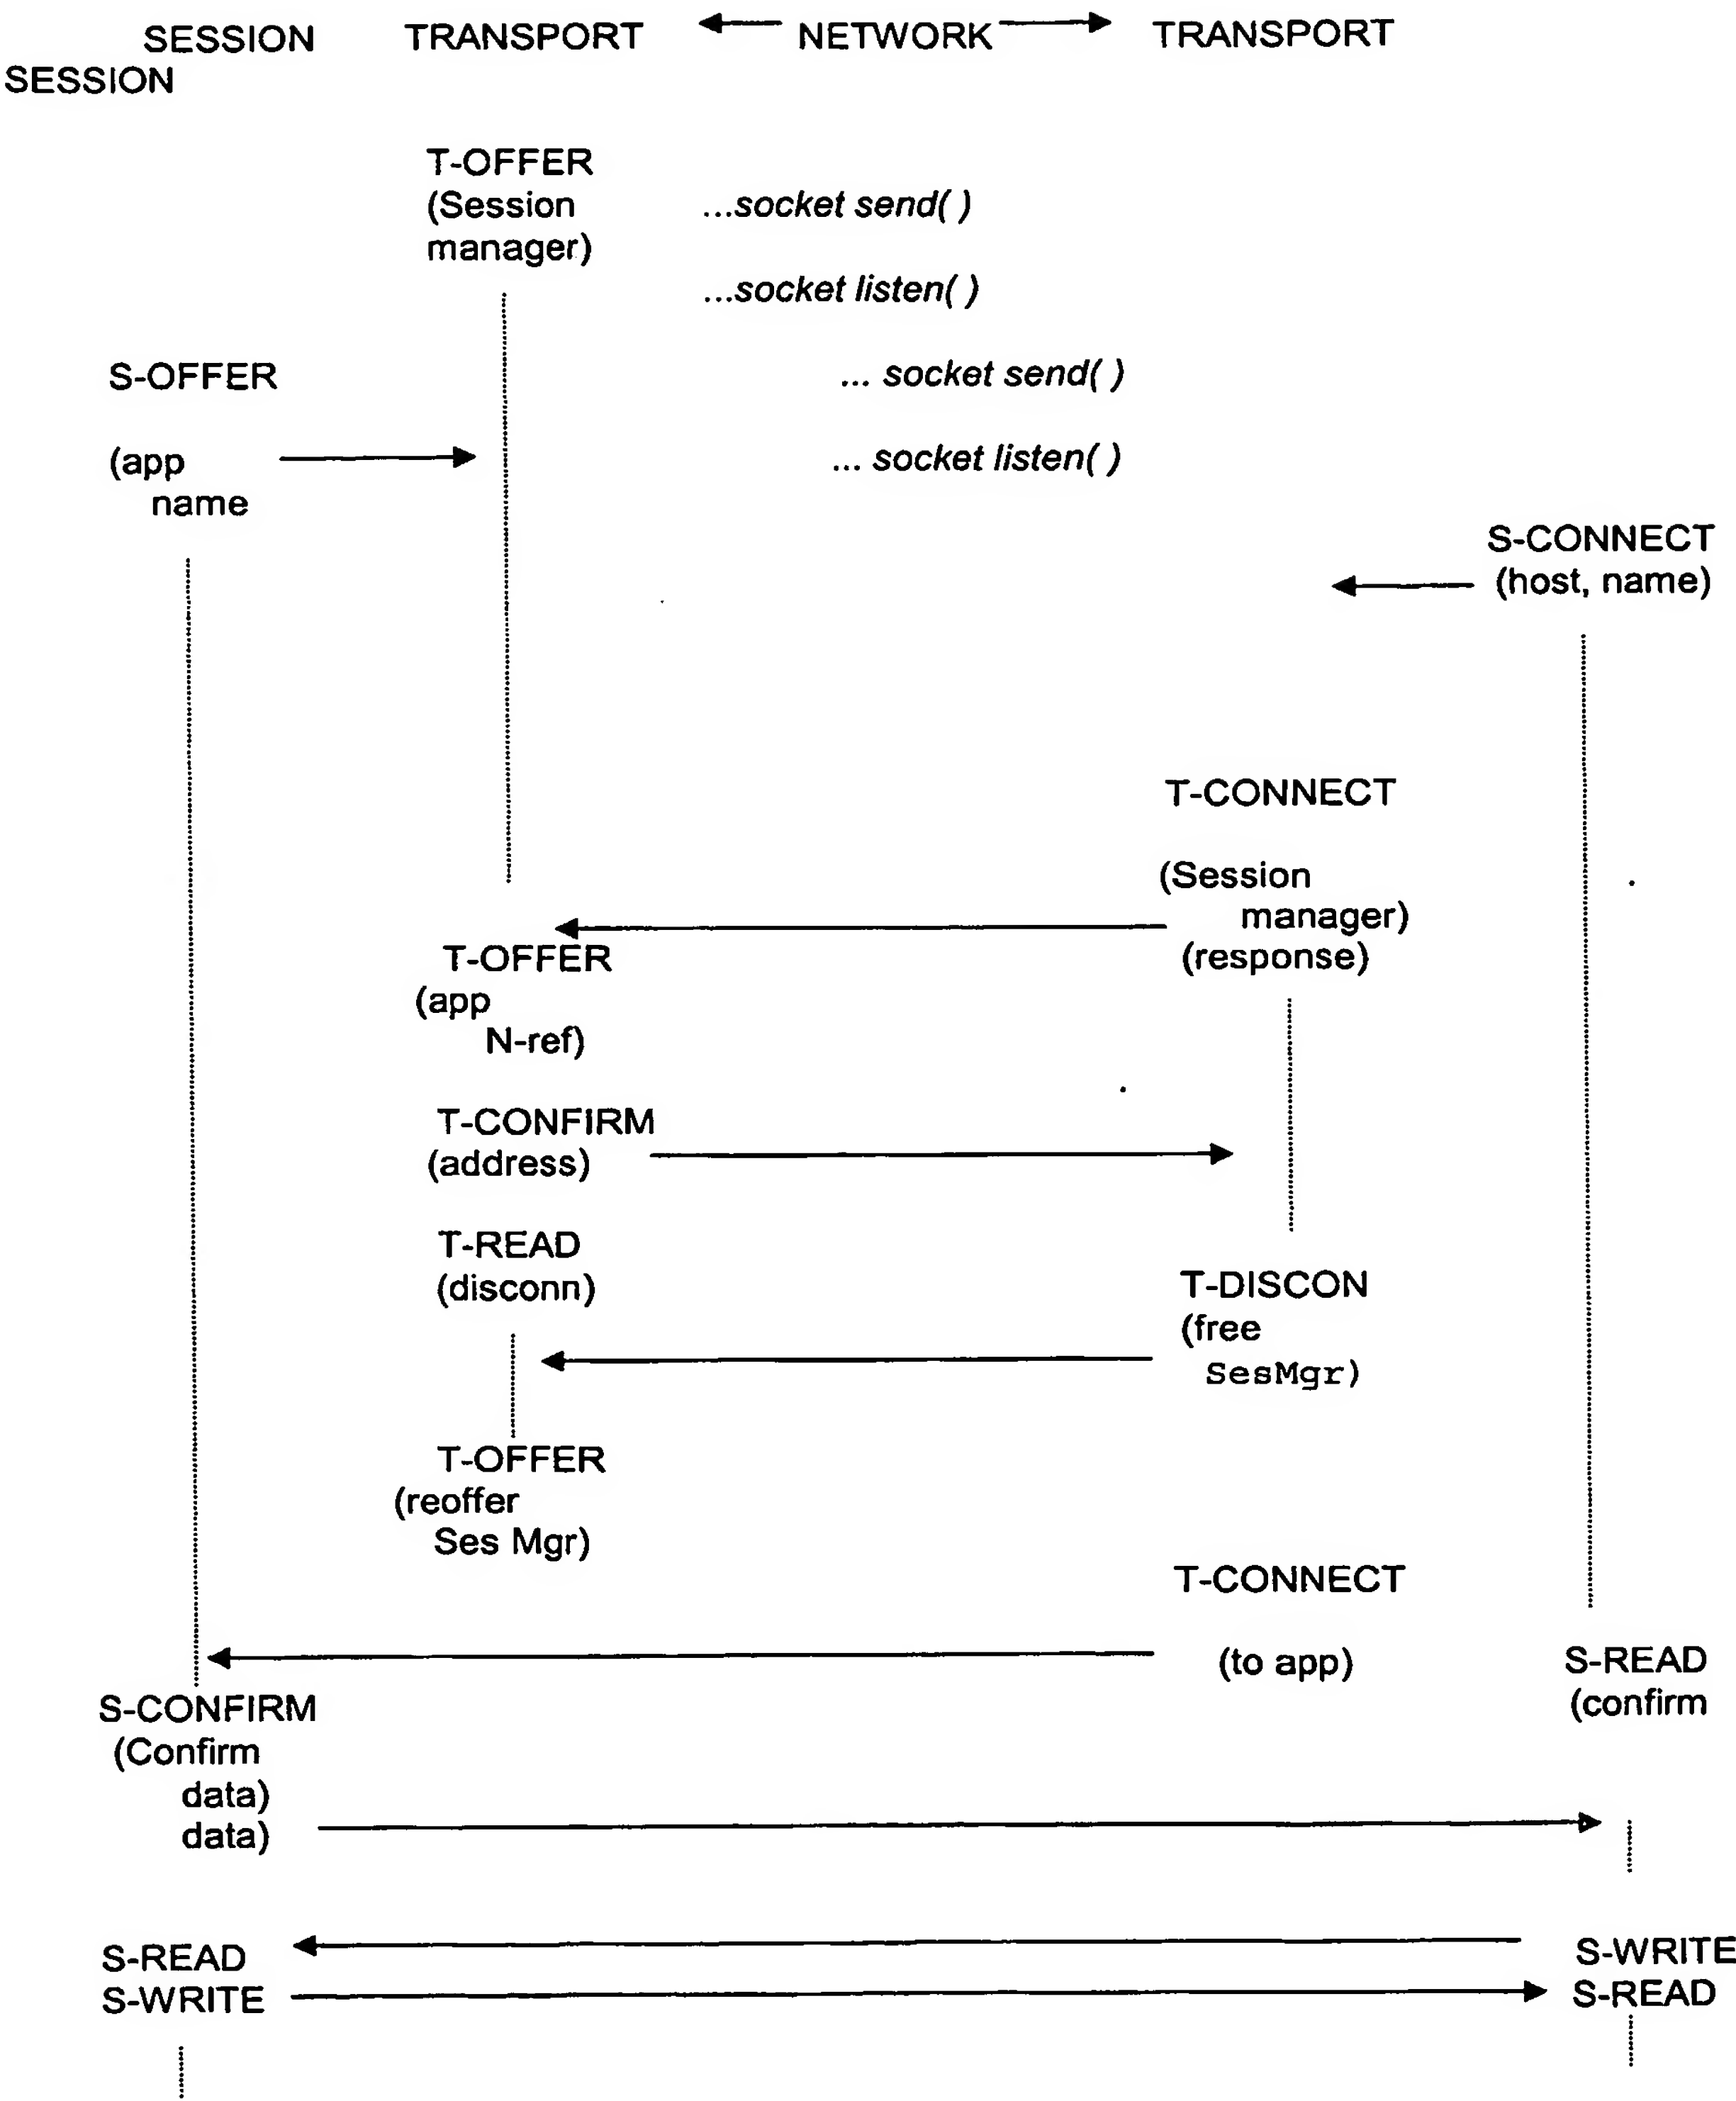 SESSION TRANSPORT NETWORK TRANSPORT
SESSION
T-OFFER
(Session ...socket send( )
manager)
...socket listen( )
S-OFFER ... socket send( )
(app ... socket listen( )
name
S-CONNECT
(host, name)
T-CONNECT
(Session
manager)
T-OFFER (response)
(app
N-ref)
T-CONFIRM
(address)
T-READ
(disconn) T-DISCON
(free
SesMgr)
T-OFFER
(reoffer
Ses Mgr)
T-CONNECT
(to app) S-READ
S-CONFIRM (confirm
(Confirm
data)
data)
S-READ S-WRITE
S-WRITE S-READ